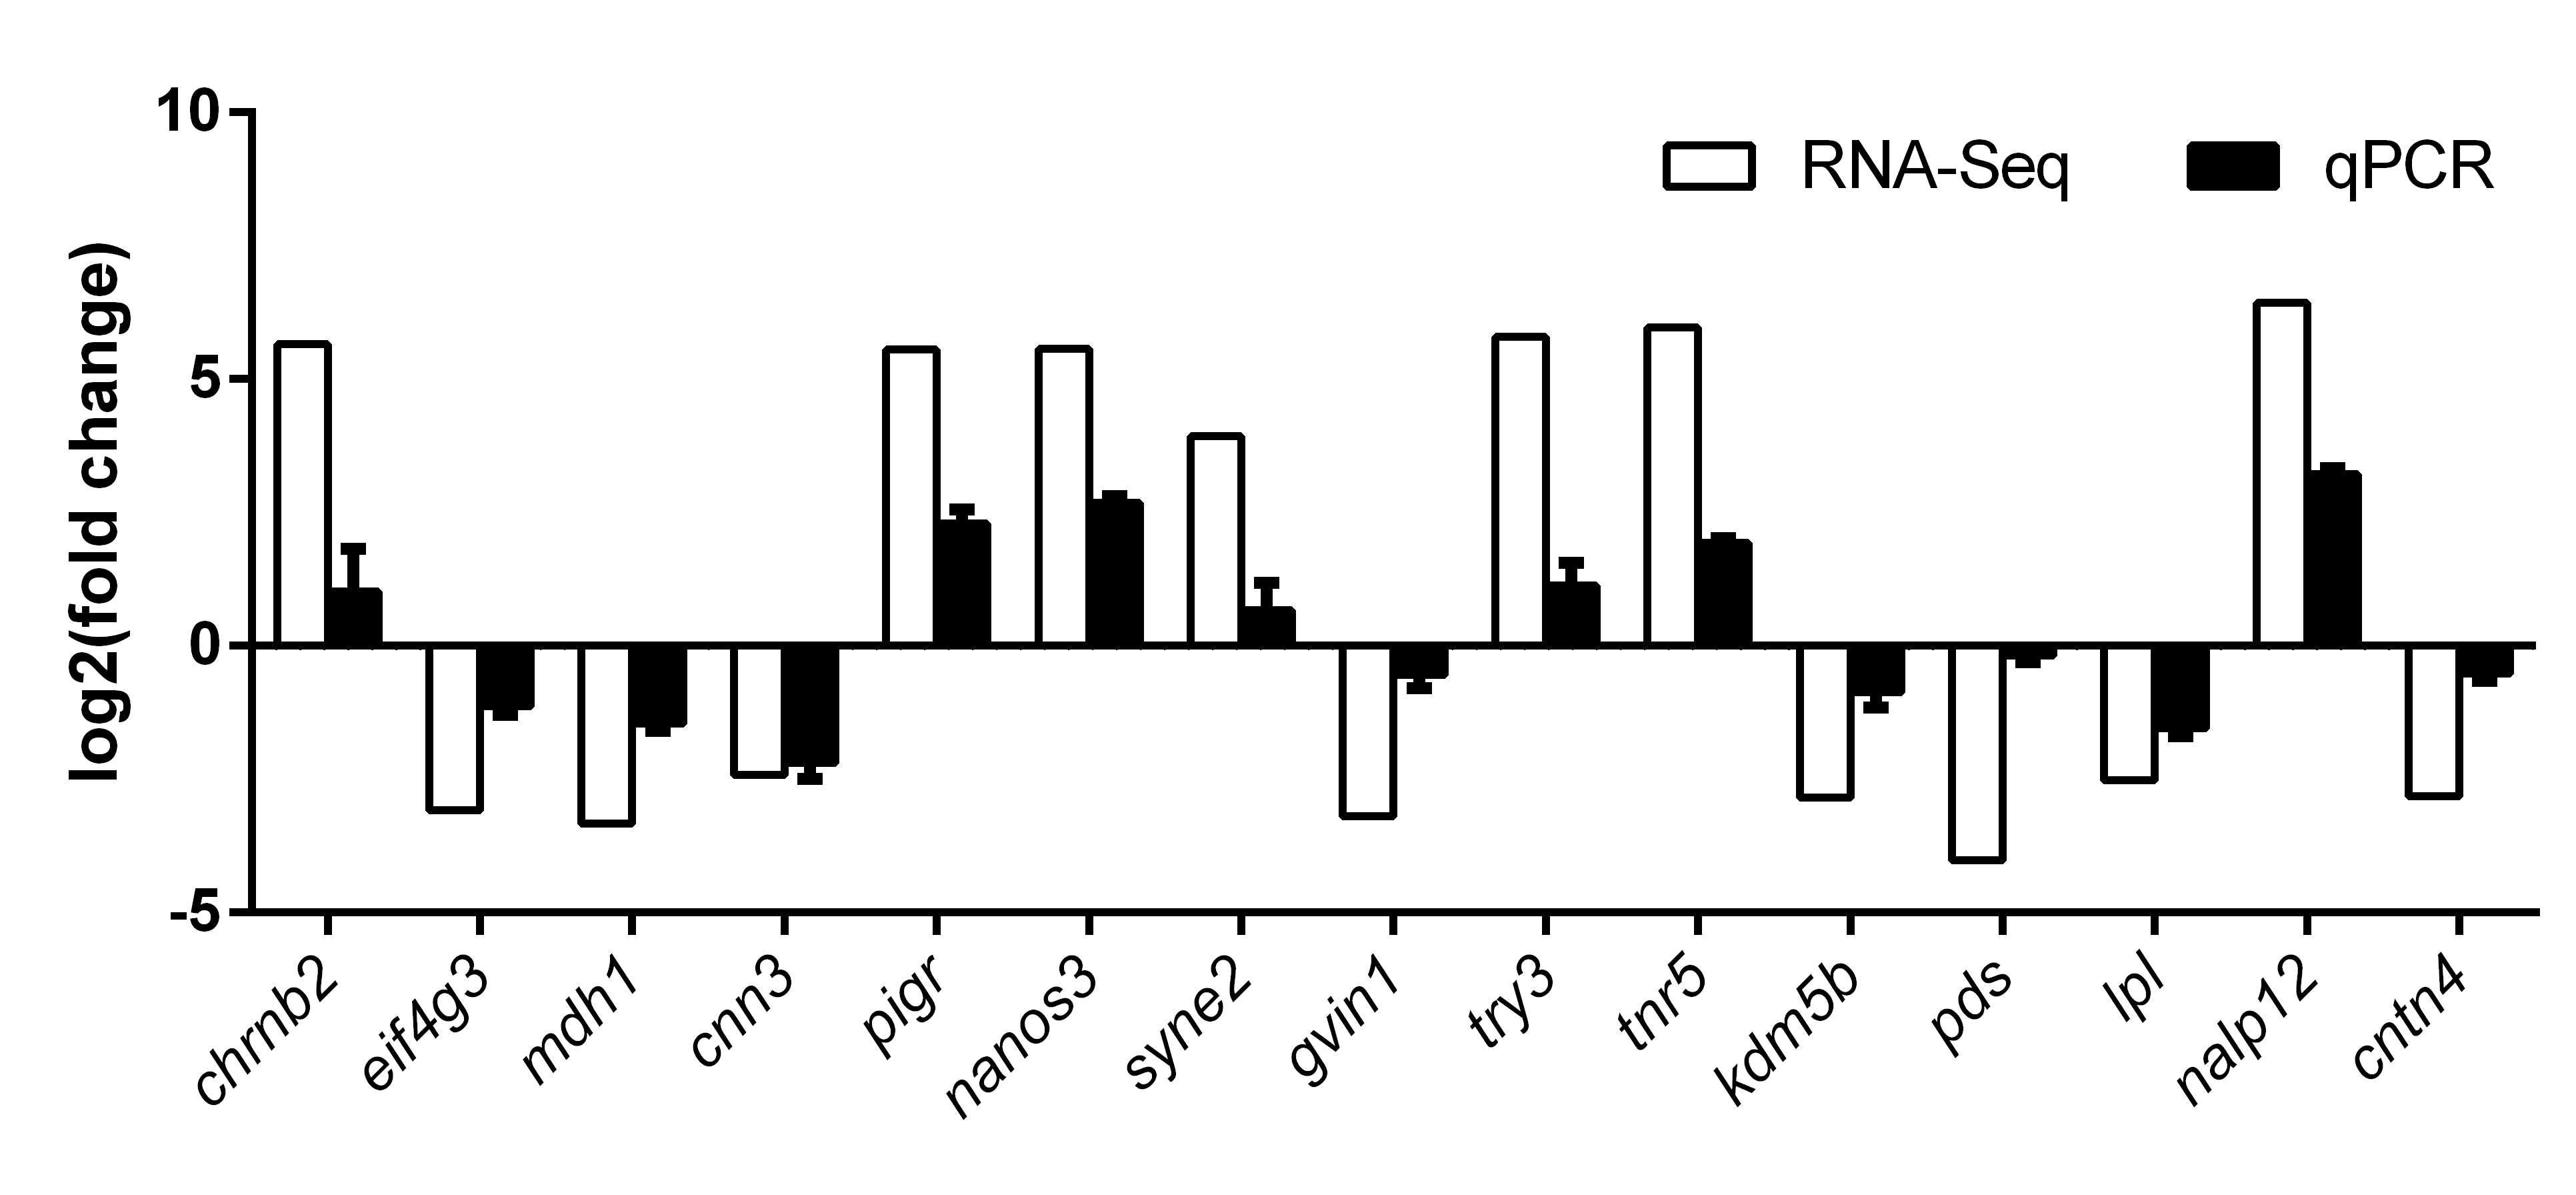 10
RNA-Seq
qPCR
5
0
-5
log2(fold change)
chrnb2
eif4g3
mdh1
cnn3
pigr
nanos3
syne2
gvin1
try3
tnr5
kdm5b
pds
lpl
nalp12
cntn4